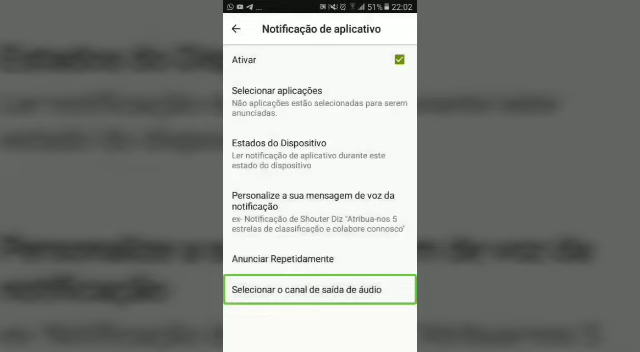 51% 22:02
Notificação de aplicativo
Ativar
Selecionar aplicações
Não aplicações estão selecionadas para serem
anunciadas.
Estados do Dispositivo
Ler notificação de aplicativo durante este
estado do dispositivo
Personalize a sua mensagem de voz da
notificação
ex- Notificação de Shouter Diz "Atribua-nos 5
estrelas de classificação e colabore connosco"
Anunciar Repetidamente
Selecionar o canal de saída de áudio